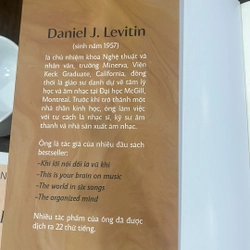 Daniel J. Levitin
(sinh năm 1957)
là chủ nhiệm khoa Nghệ thuật và
nhân văn, trường Minerva, Viện
Keck Graduate, California, đồng
thời là giáo sư danh dự về tâm lý
học và âm nhạc tại Đại học McGill,
Montreal. Trước khi trở thành một
nhà thần kinh học, ông làm việc
với tư cách là nhạc sĩ, kỹ sư âm
thanh và nhà sản xuất âm nhạc.
Ông là tác giả của nhiều đầu sách
bestseller:
-Khi lời nói dối là vũ khí
-This is your brain on music
-The world in six songs
-The organized mind
Nhiều tác phẩm của ông đã được
dịch ra 22 thứ tiếng.